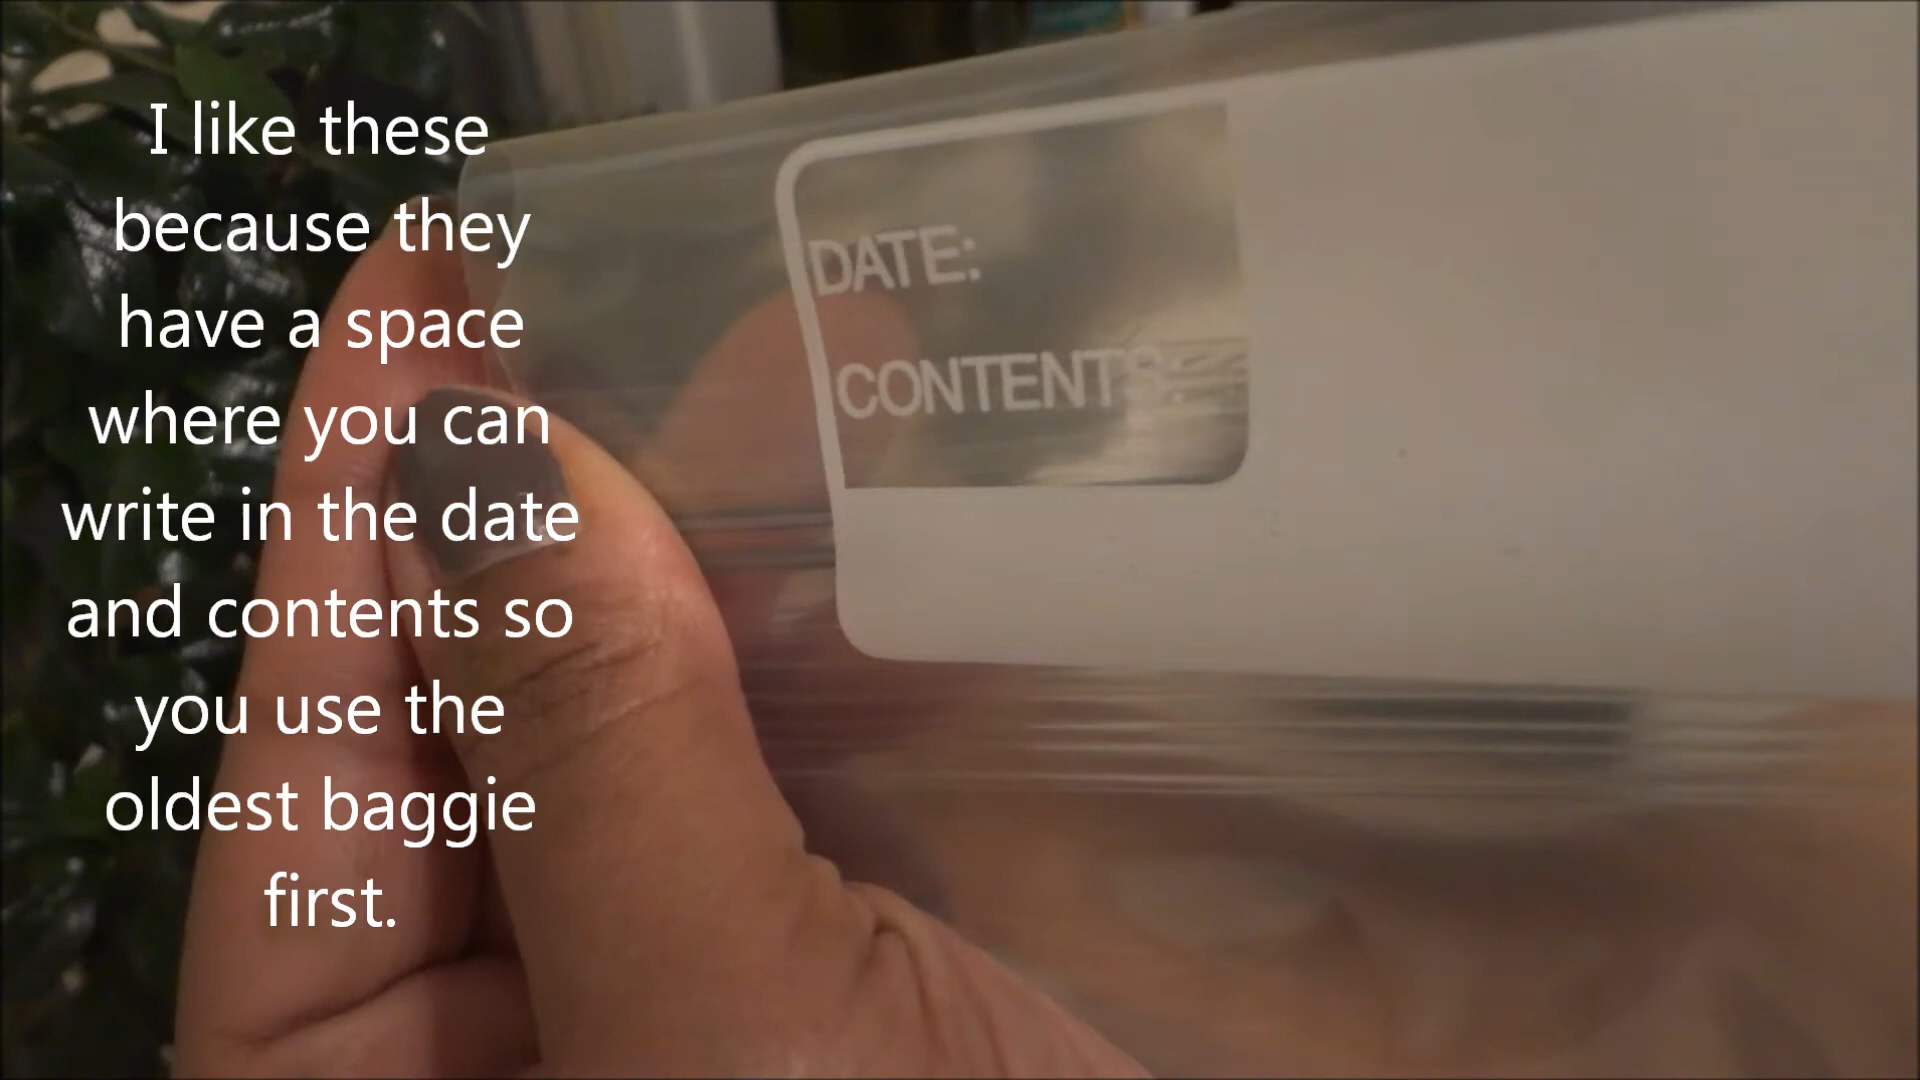 I like these
because they
have a space
where you can
write in the date
and contents so
you use the
oldest baggie
first.
DATE:
CONTENTS: